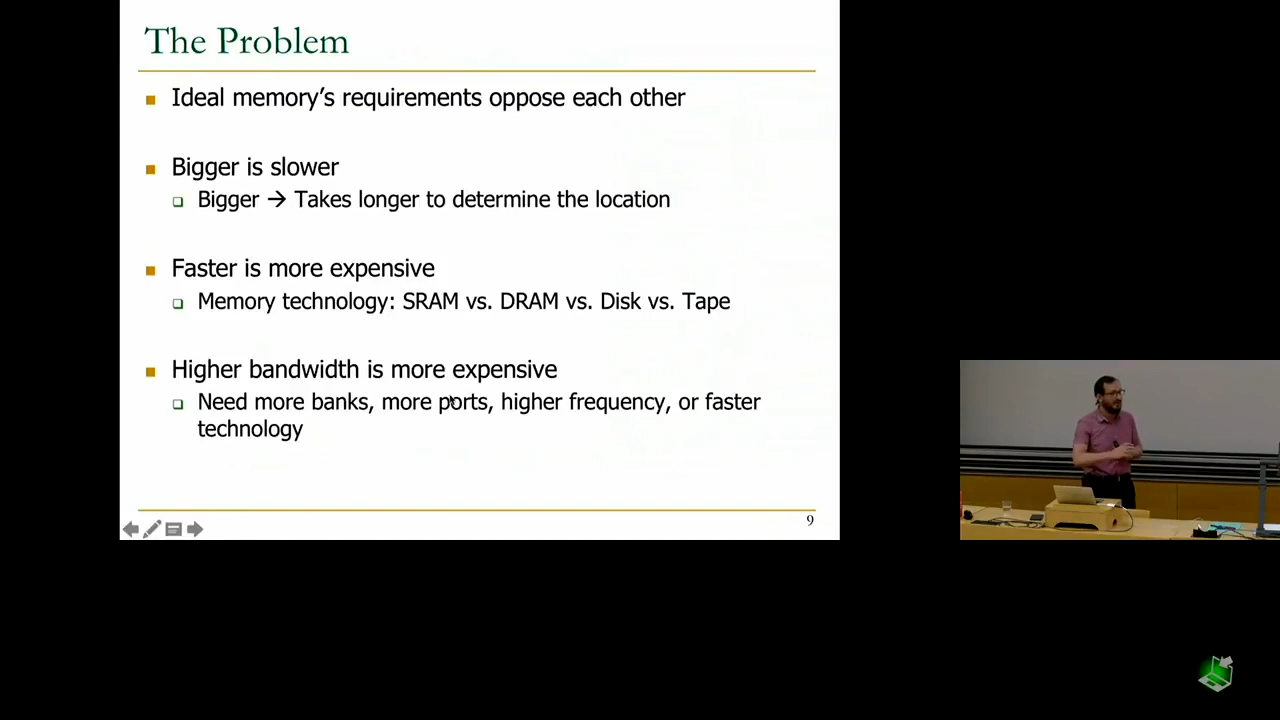 The Problem
Ideal memory's requirements oppose each other
Bigger is slower
Bigger → Takes longer to determine the location
Faster is more expensive
Memory technology: SRAM vs. DRAM vs. Disk vs. Tape
Higher bandwidth is more expensive
Need more banks, more ports, higher frequency, or faster
technology
9